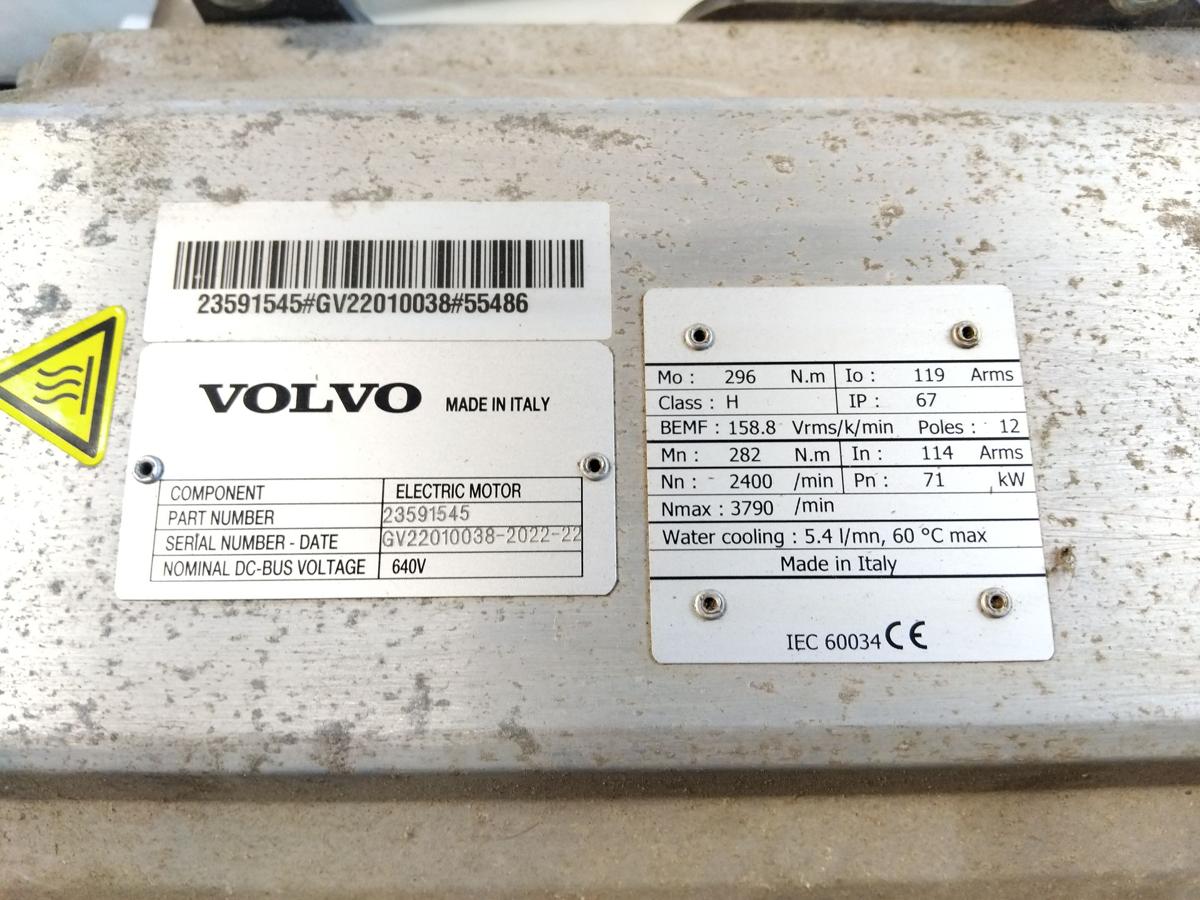 23591545#GV22010038#55486
VOLVO MADE IN ITALY
COMPONENT ELECTRIC MOTOR
PART NUMBER 23591545
SERIAL NUMBER - DATE GV22010038-2022-22
NOMINAL DC-BUS VOLTAGE 640V
Mo : 296 N.m Io : 119 Arms
Class : H IP : 67
BEMF : 158.8 Vrms/k/min Poles : 12
Mn : 282 N.m In : 114 Arms
Nn : 2400 /min Pn : 71 kW
Nmax : 3790 /min
Water cooling : 5.4 l/mn, 60 °C max
Made in Italy
IEC 60034 CE